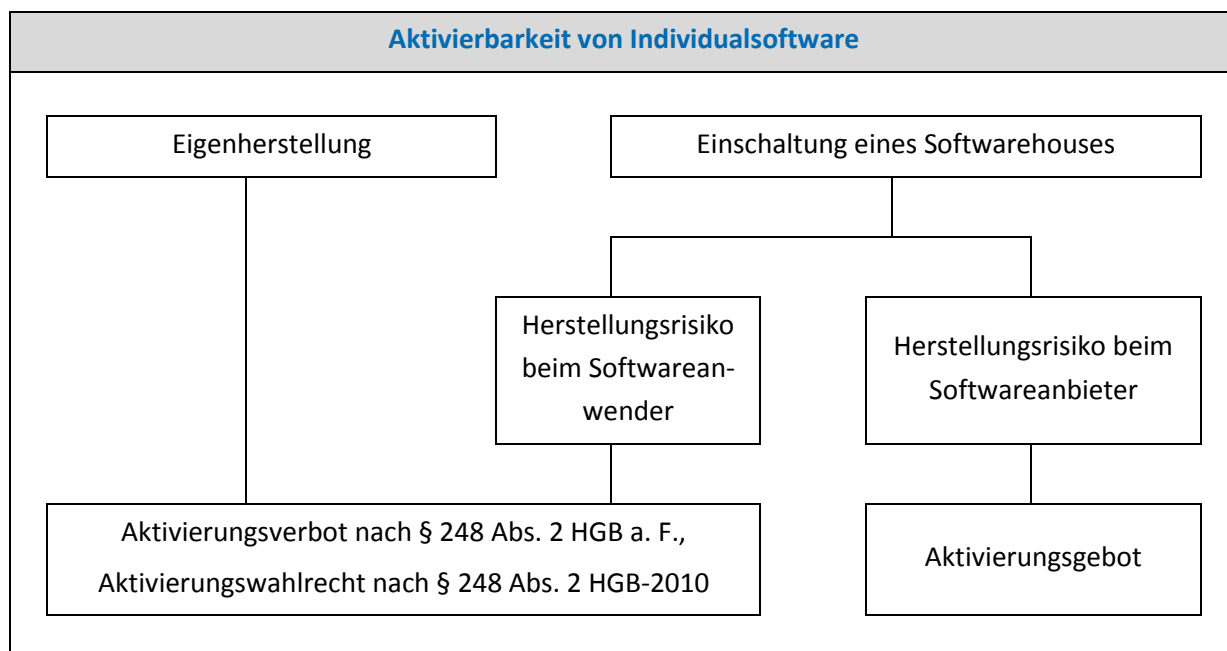 Aktivierbarkeit von Individualsoftware
Eigenherstellung
Einschaltung eines Softwarehouses
Herstellungsrisiko
beim Softwarean-
wender
Herstellungsrisiko beim
Softwareanbieter
Aktivierungsverbot nach § 248 Abs. 2 HGB a. F.,
Aktivierungswahlrecht nach § 248 Abs. 2 HGB-2010
Aktivierungsgebot